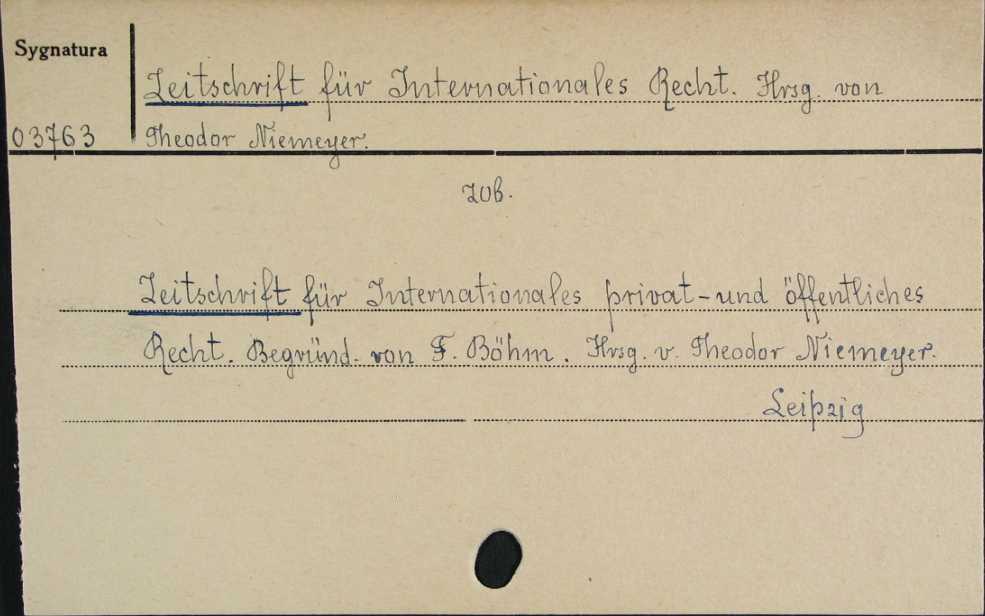 Sygnatura
Zeitschrift für Internationales Recht. Hrsg. von
03763 Theodor Niemeyer.
zob.
Zeitschrift für Internationales privat-und öffentliches
Recht. Begründ. von F. Böhm. Hrsg. v. Theodor Niemeyer.
Leipzig